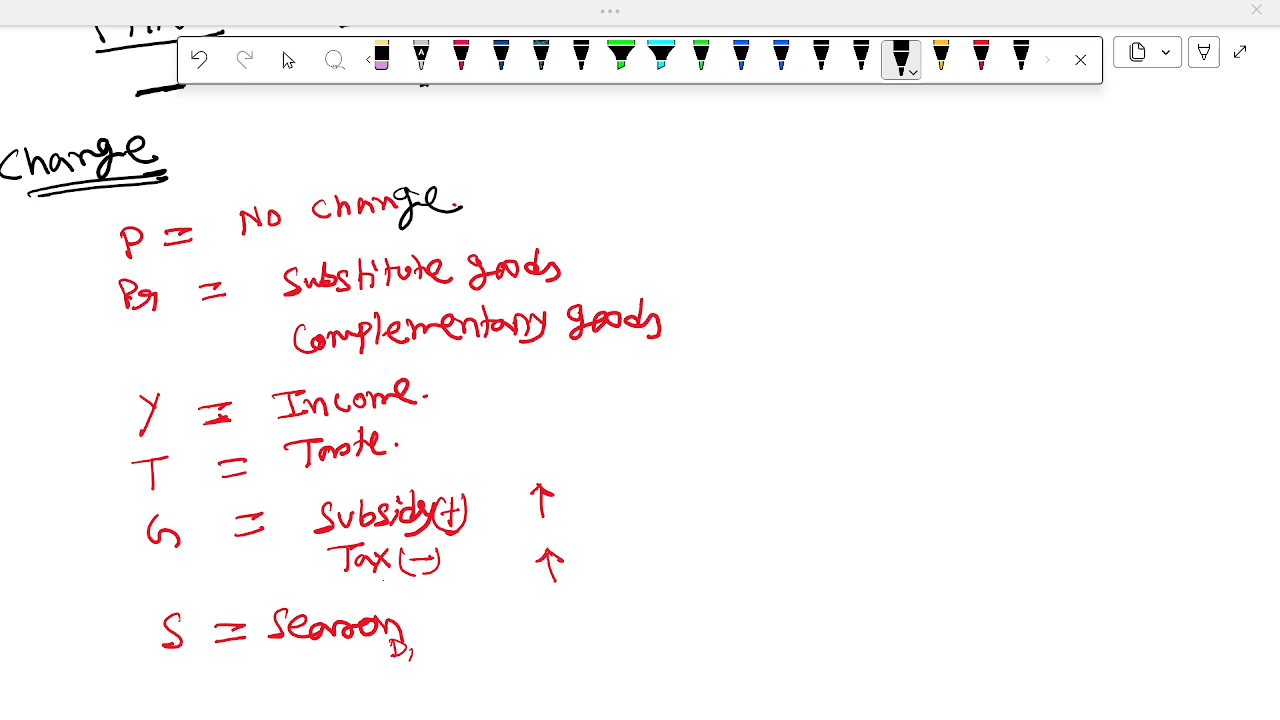 Change
P = No change.
Pr = Substitute goods
Complementary goods
Y = Income.
T = Taste.
G = Subsidy(+) ↑
Tax(-) ↑
S = Season
D,